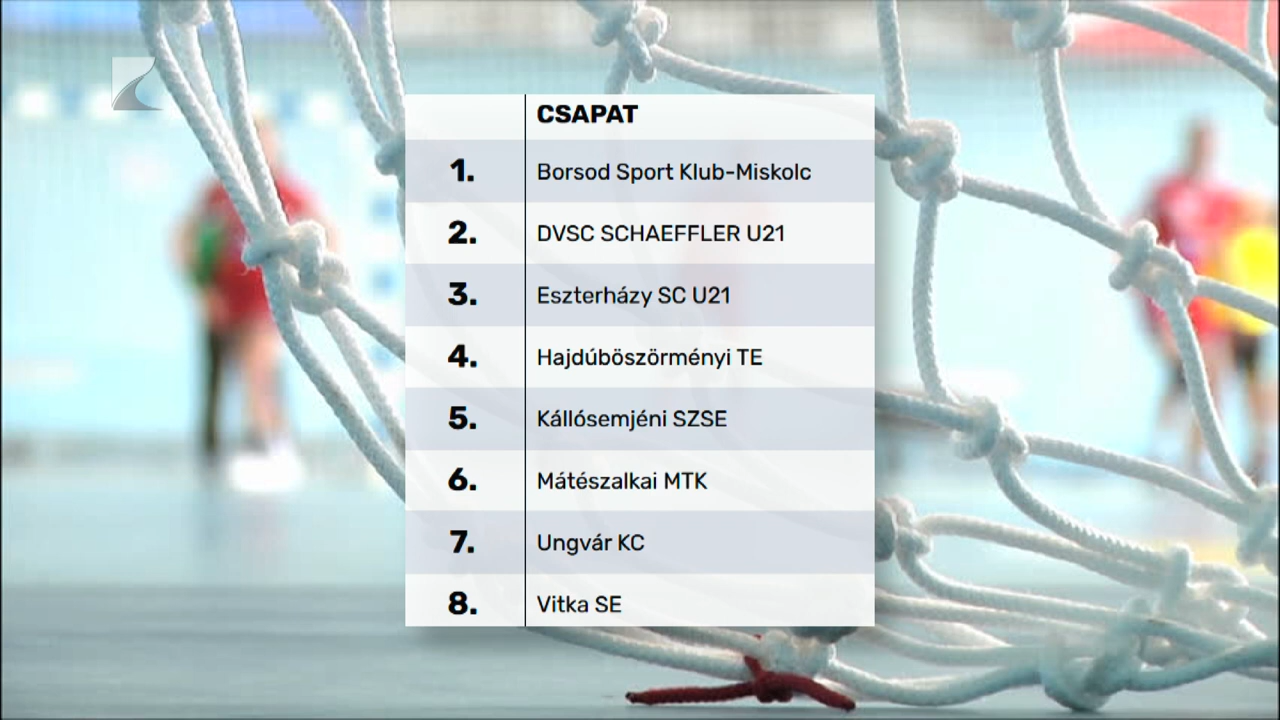 CSAPAT
1. Borsod Sport Klub-Miskolc
2. DVSC SCHAEFFLER U21
3. Eszterházy SC U21
4. Hajdúböszörményi TE
5. Kállósemjéni SZSE
6. Mátészalkai MTK
7. Ungvár KC
8. Vitka SE